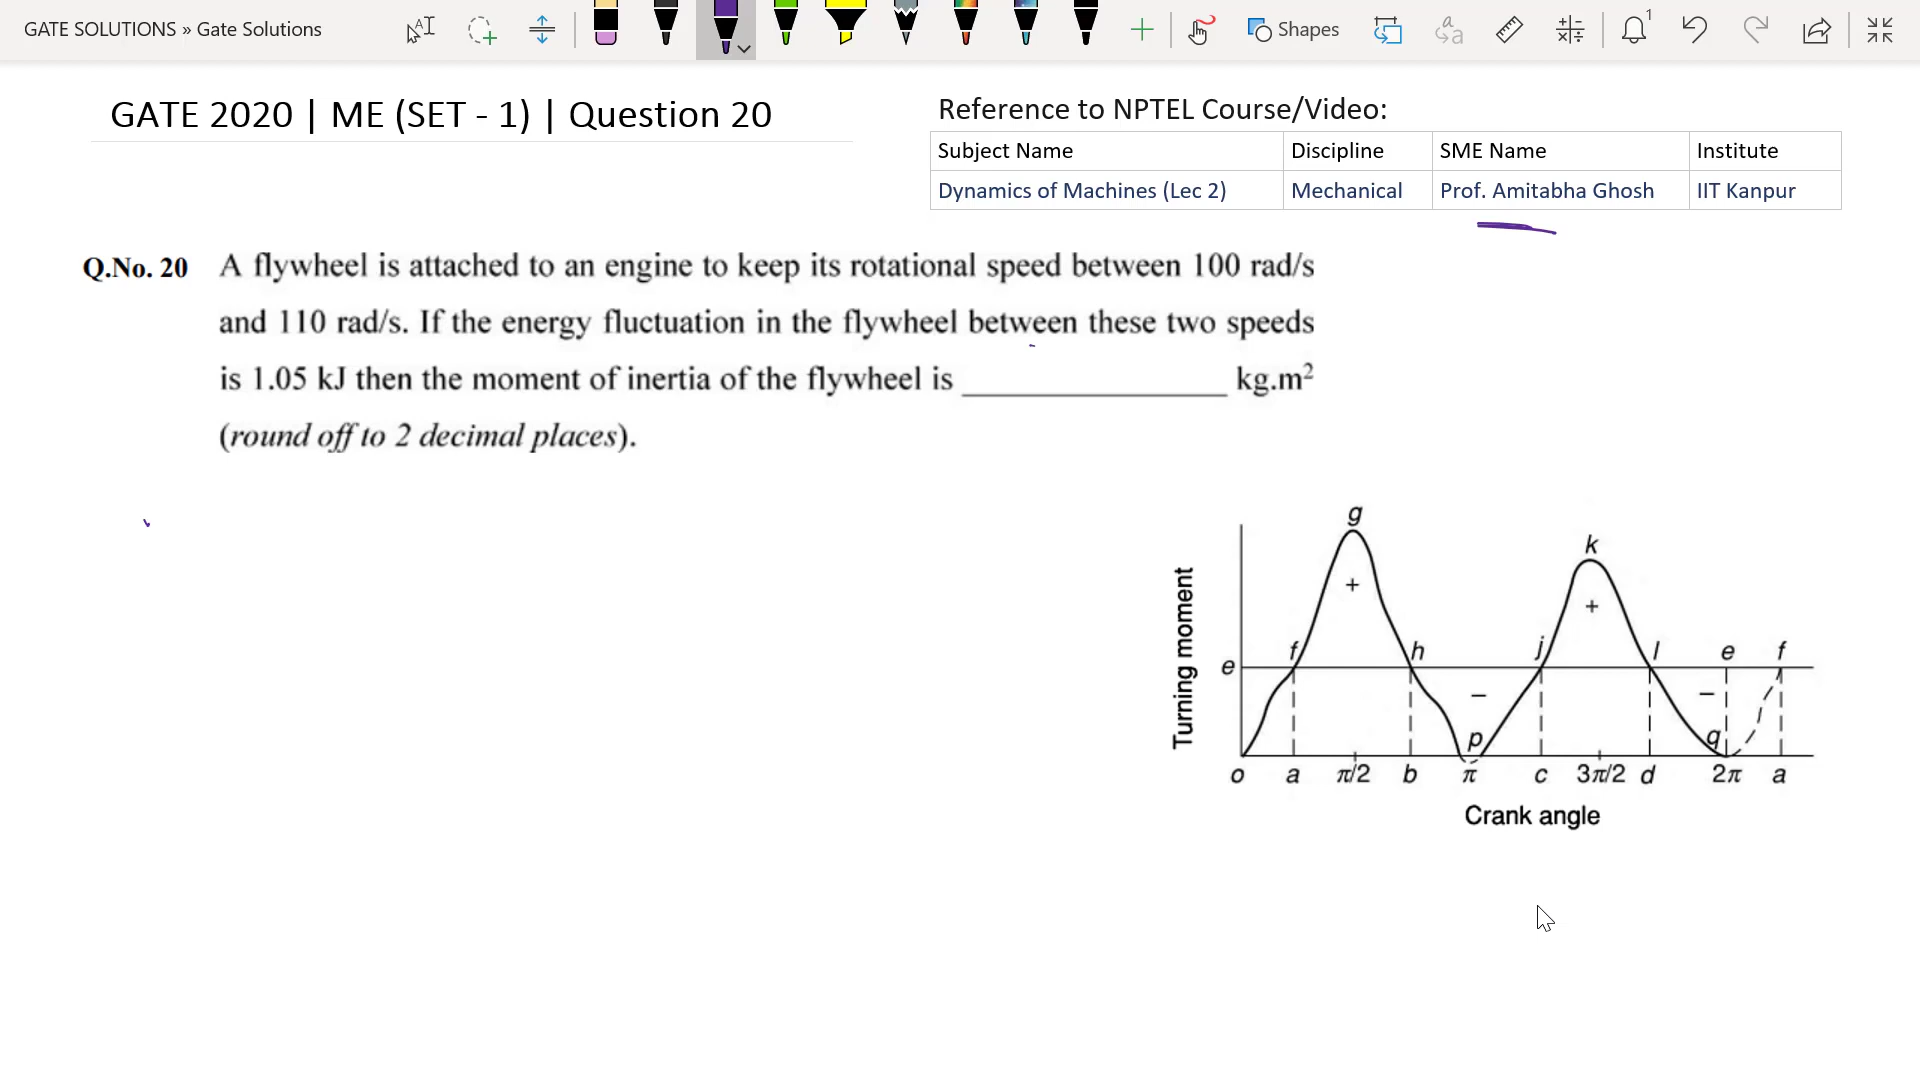 GATE SOLUTIONS » Gate Solutions
Shapes
1
GATE 2020 | ME (SET - 1) | Question 20
Reference to NPTEL Course/Video:
Subject Name Discipline SME Name Institute
Dynamics of Machines (Lec 2) Mechanical Prof. Amitabha Ghosh IIT Kanpur
Q.No. 20 A flywheel is attached to an engine to keep its rotational speed between 100 rad/s
and 110 rad/s. If the energy fluctuation in the flywheel between these two speeds
is 1.05 kJ then the moment of inertia of the flywheel is ____________ kg.m²
(round off to 2 decimal places).
g
k
+
+
f h j l e f
e
− −
p q
Turning moment
o a π/2 b π c 3π/2 d 2π a
Crank angle